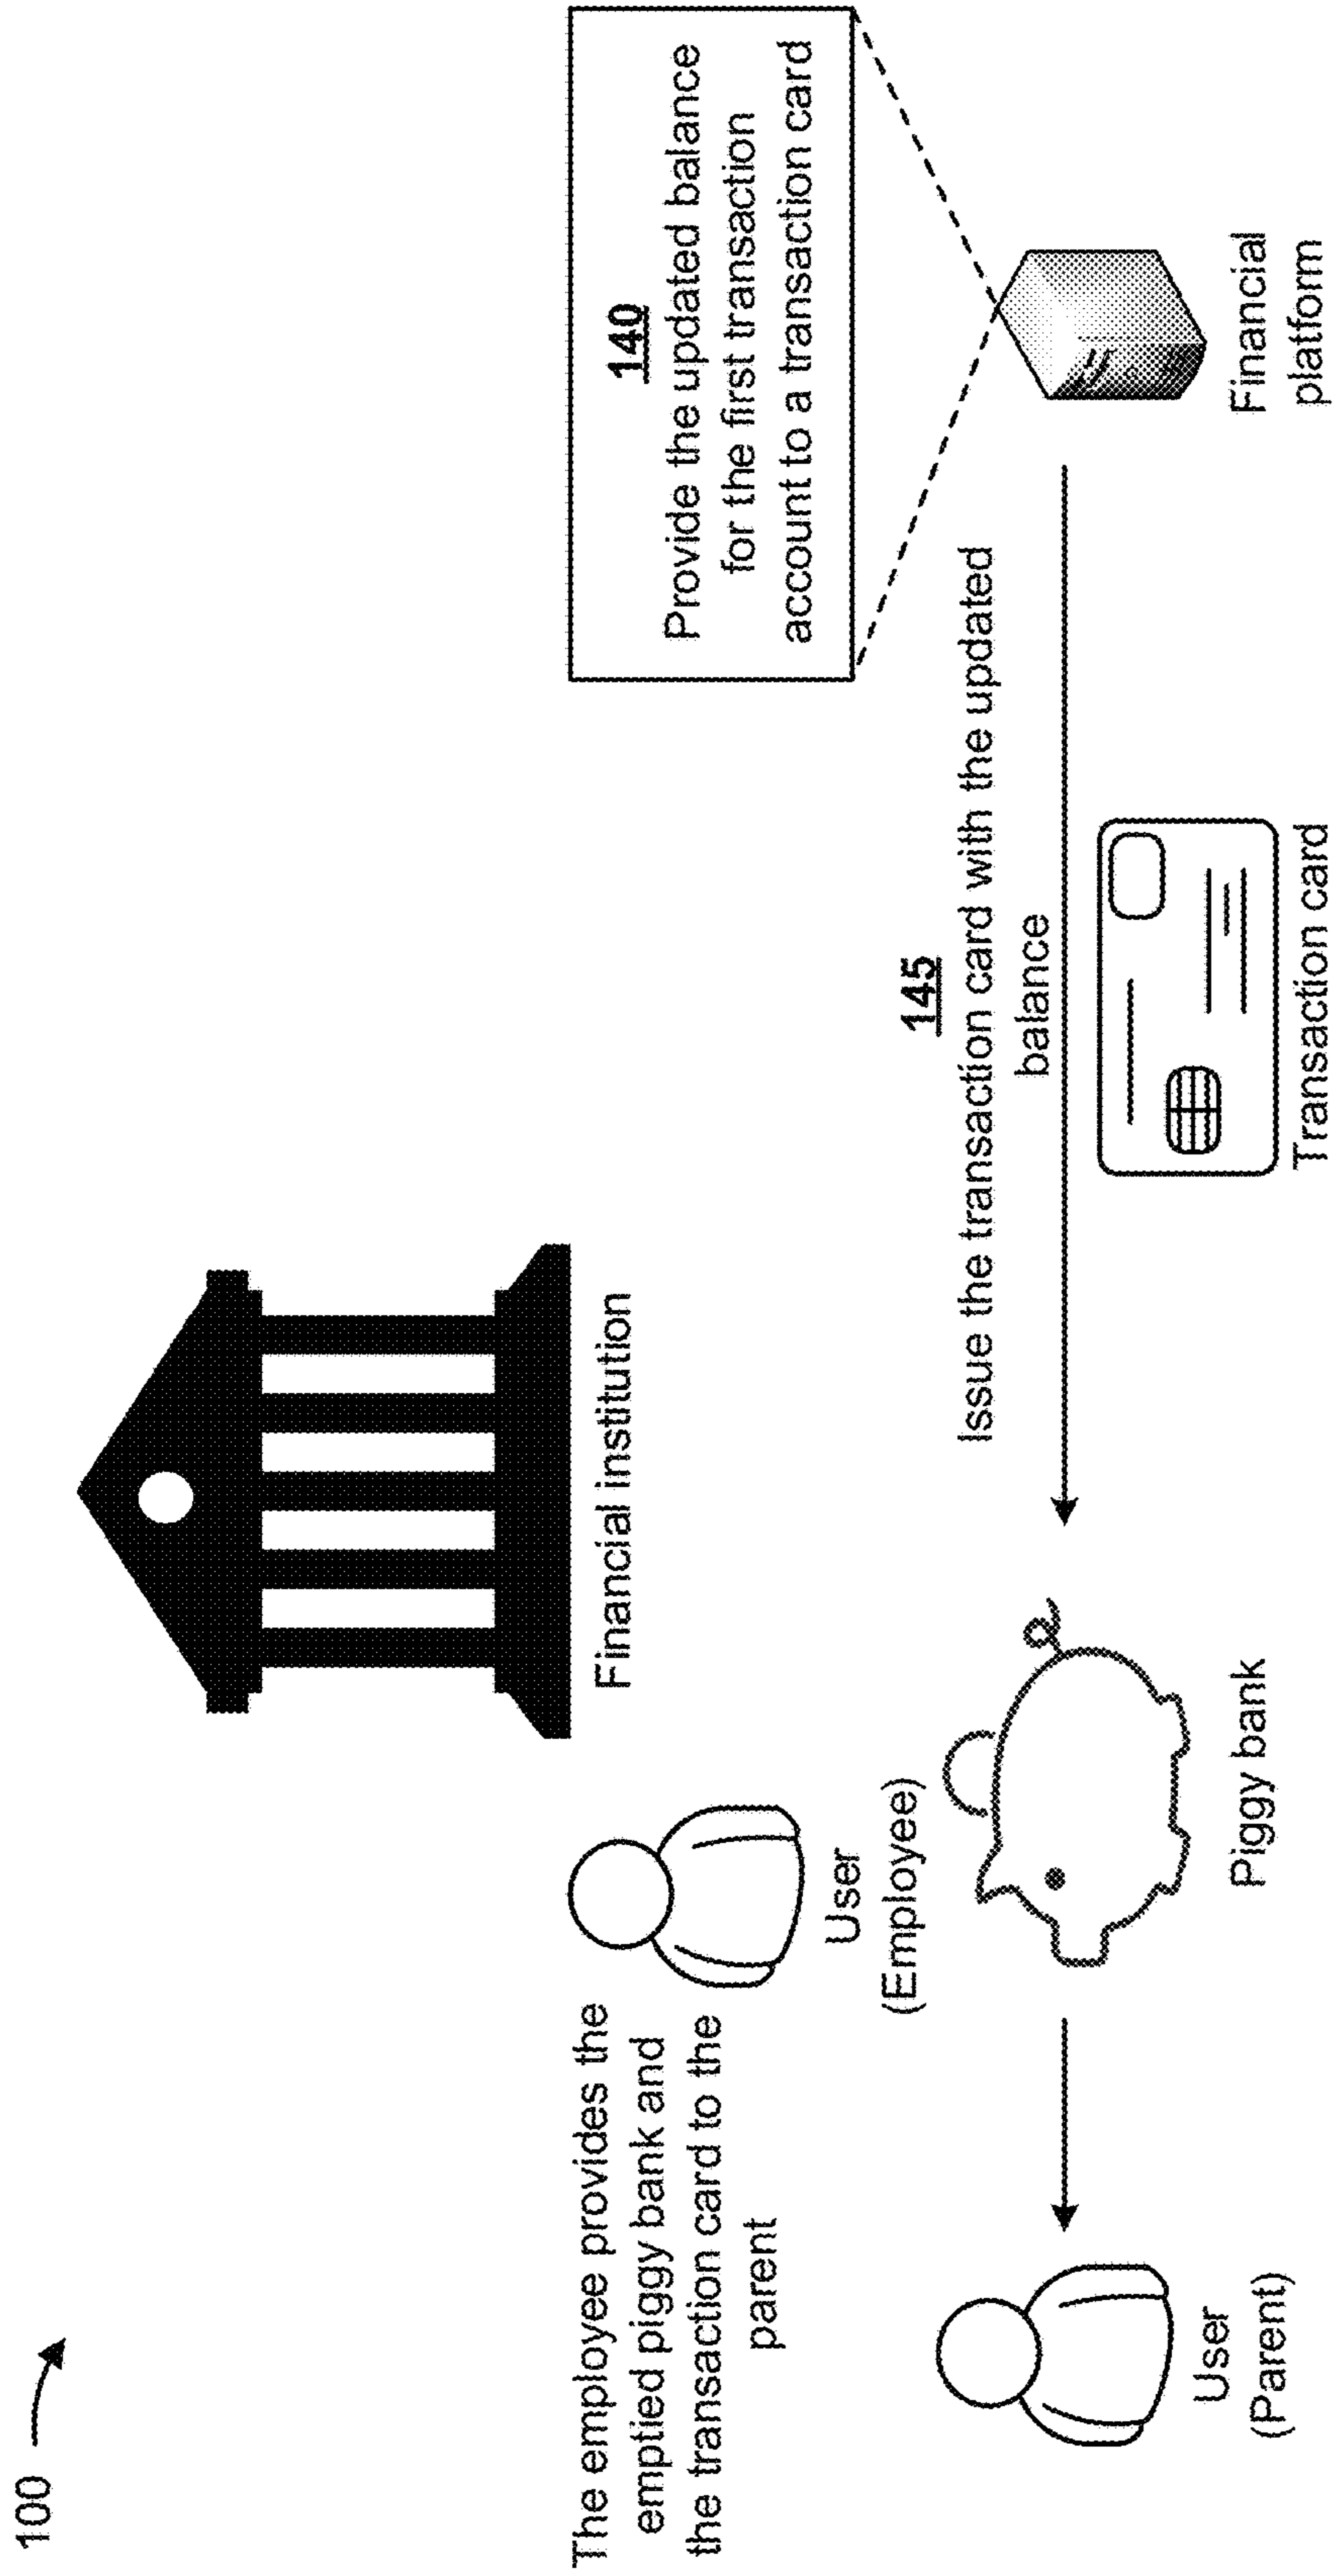 100
Financial institution
The employee provides the
emptied piggy bank and
the transaction card to the
parent
User
(Employee)
140
Provide the updated balance
for the first transaction
account to a transaction card
145
Issue the transaction card with the updated
balance
User
(Parent)
Piggy bank
Transaction card
Financial
platform